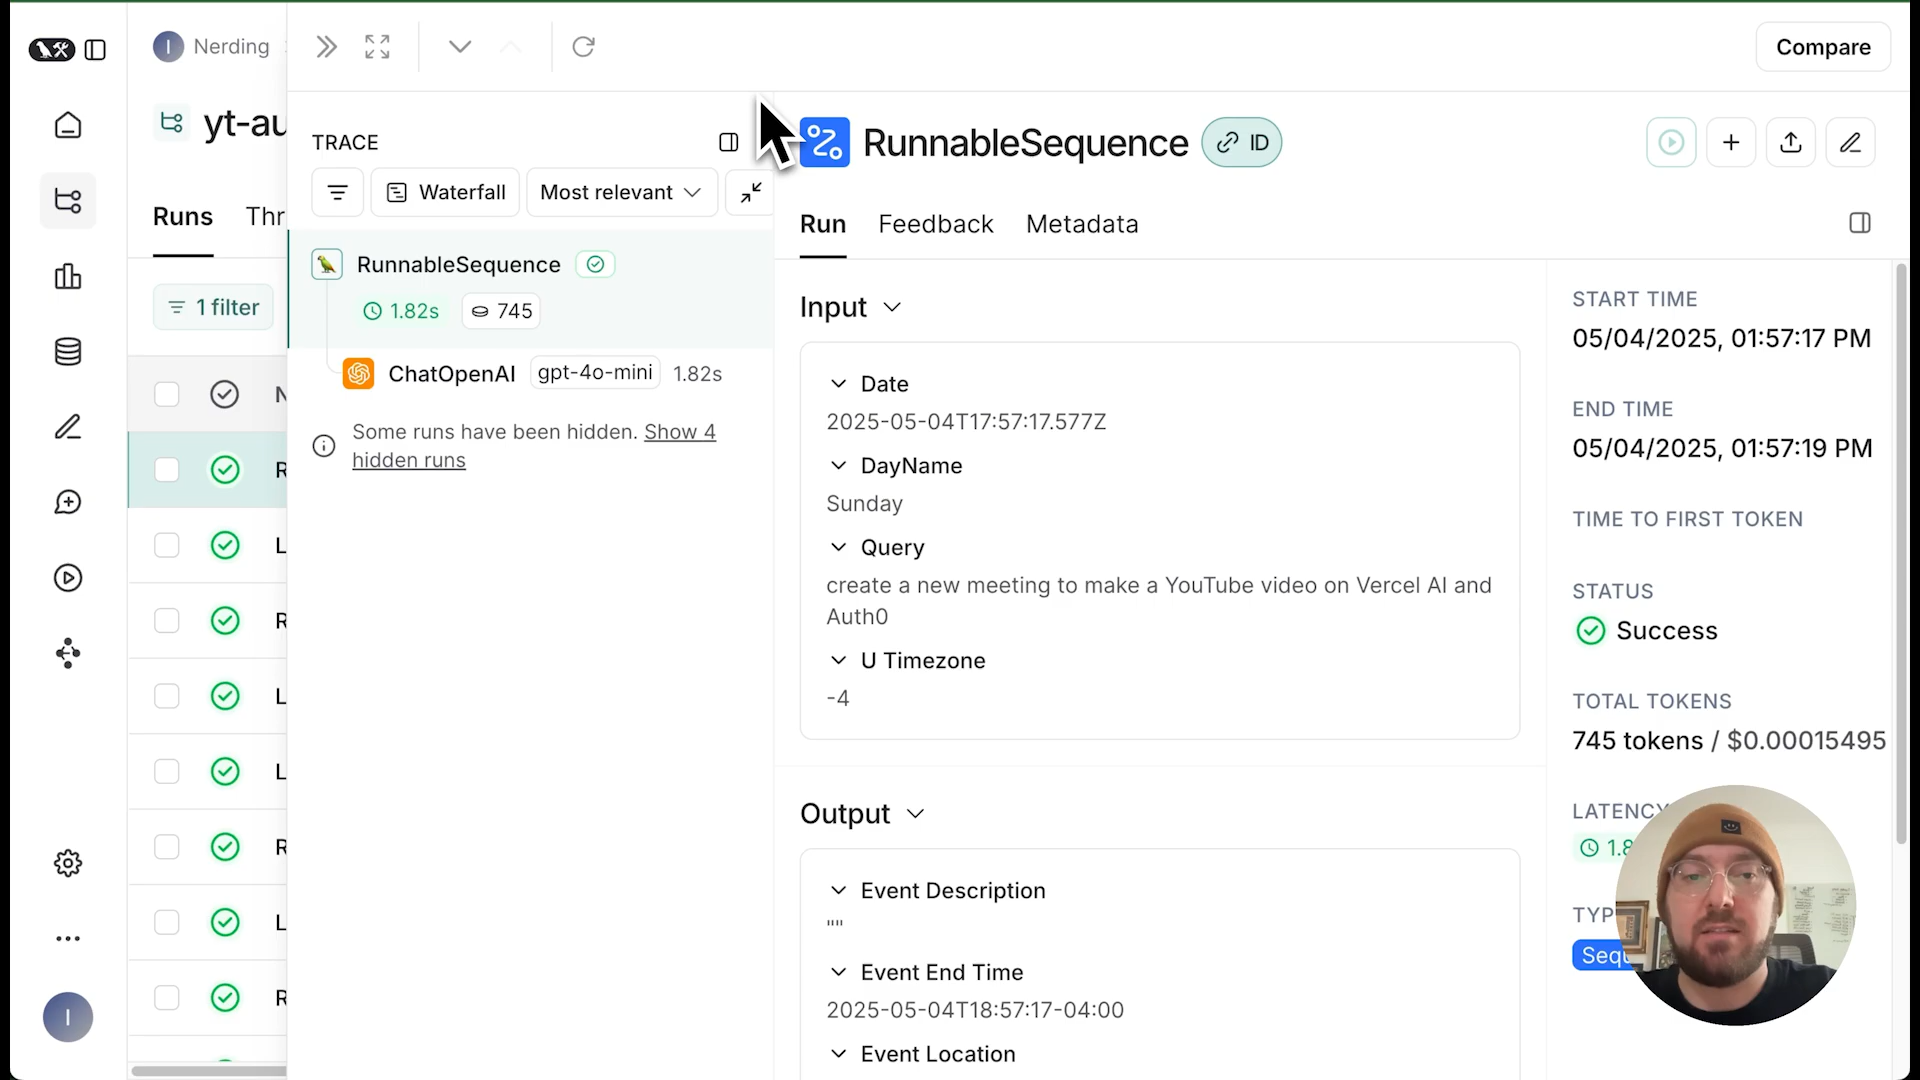 I Nerding
Compare
yt-au
TRACE
RunnableSequence
ID
Waterfall
Most relevant
Runs
Thr
Run
Feedback
Metadata
RunnableSequence
1.82s
745
1 filter
Input
START TIME
05/04/2025, 01:57:17 PM
ChatOpenAI
gpt-4o-mini
1.82s
Date
2025-05-04T17:57:17.577Z
N
Some runs have been hidden. Show 4
hidden runs
END TIME
05/04/2025, 01:57:19 PM
DayName
Sunday
R
TIME TO FIRST TOKEN
Query
create a new meeting to make a YouTube video on Vercel AI and
Auth0
L
STATUS
Success
R
U Timezone
-4
L
TOTAL TOKENS
745 tokens / $0.00015495
L
Output
LATENCY
1.8
R
Event Description
""
L
TYP
Sequ
Event End Time
2025-05-04T18:57:17-04:00
R
I
Event Location